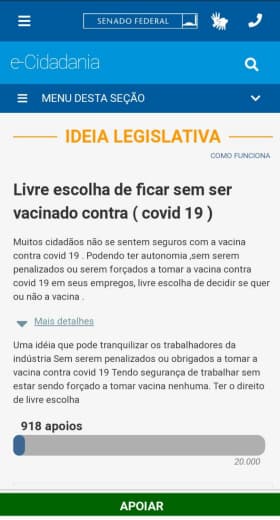 SENADO FEDERAL
e-Cidadania
MENU DESTA SEÇÃO
IDEIA LEGISLATIVA
COMO FUNCIONA
Livre escolha de ficar sem ser
vacinado contra ( covid 19 )
Muitos cidadãos não se sentem seguros com a vacina
contra covid 19 . Podendo ter autonomia ,sem serem
penalizados ou serem forçados a tomar a vacina contra
covid 19 em seus empregos, livre escolha de decidir se quer
ou não a vacina .
Mais detalhes
Uma idéia que pode tranquilizar os trabalhadores da
indústria Sem serem penalizados ou obrigados a tomar a
vacina contra covid 19 Tendo segurança de trabalhar sem
estar sendo forçado a tomar vacina nenhuma. Ter o direito
de livre escolha
918 apoios
20.000
APOIAR